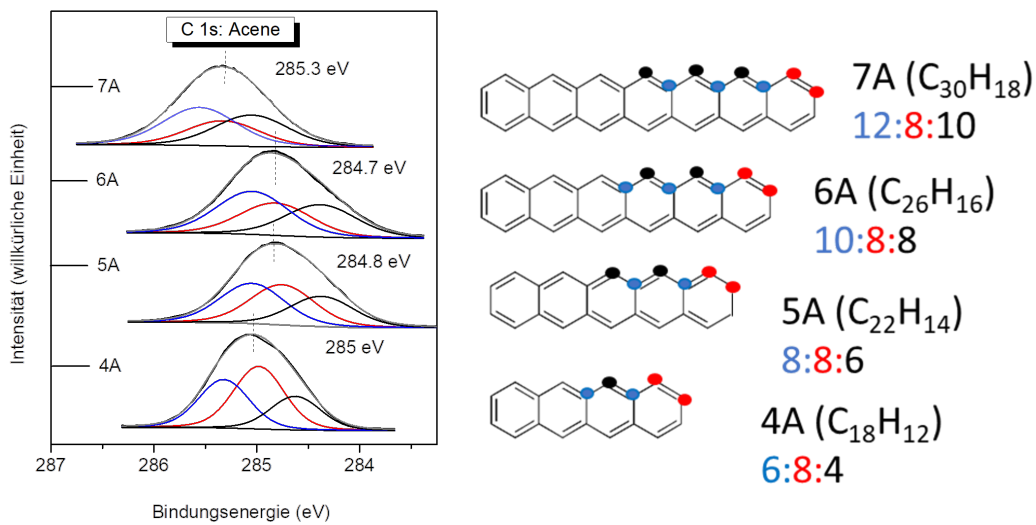 C 1s: Acene
285.3 eV
7A
284.7 eV
6A
284.8 eV
5A
285 eV
4A
Intensität (willkürliche Einheit)
287 286 285 284
Bindungsenergie (eV)
7A (C₃₀H₁₈)
12:8:10
6A (C₂₆H₁₆)
10:8:8
5A (C₂₂H₁₄)
8:8:6
4A (C₁₈H₁₂)
6:8:4